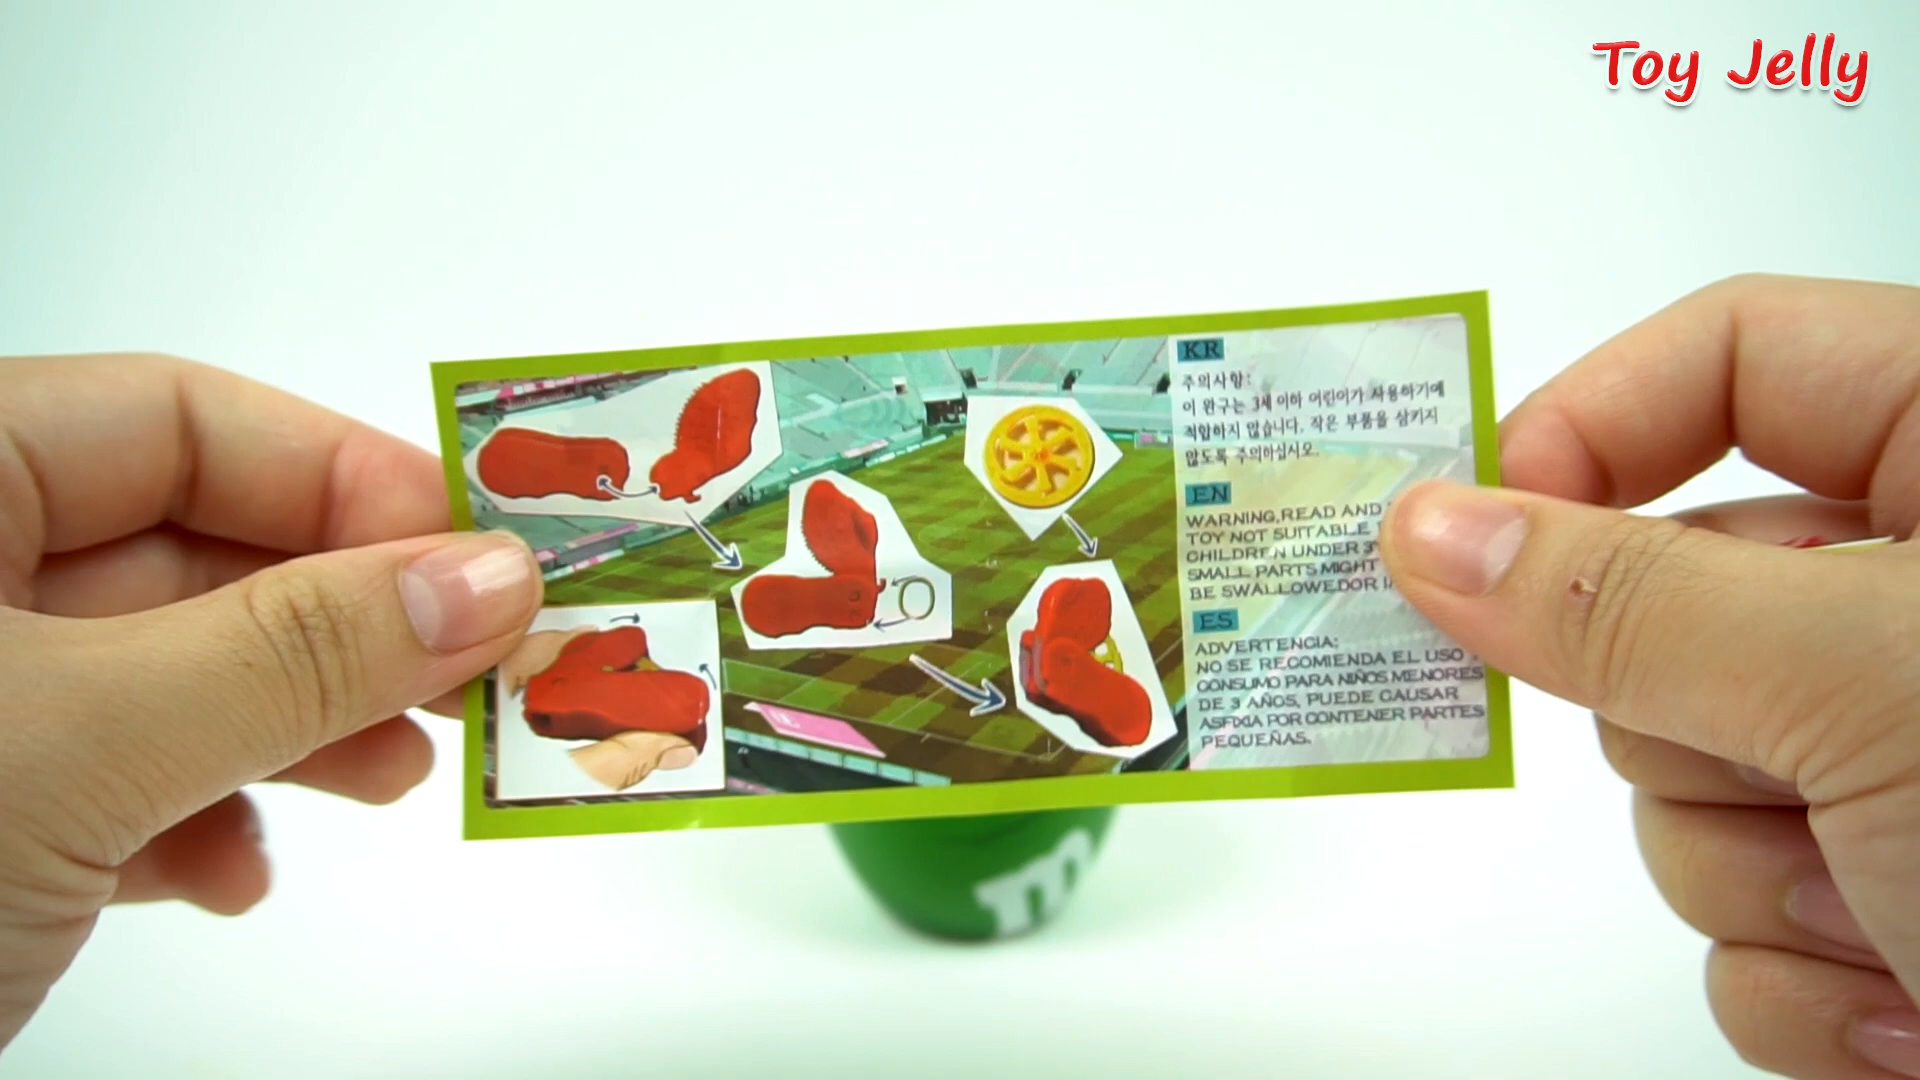 Toy Jelly
KR
주의사항:
이 완구는 3세 이하 어린이가 사용하기에
적합하지 않습니다. 작은 부품을 삼키지
않도록 주의하십시오.
EN
WARNING,READ AND
TOY NOT SUITABLE
CHILDREN UNDER 3
SMALL PARTS MIGHT
BE SWALLOWEDOR
ES
ADVERTENCIA:
NO SE RECOMIENDA EL USO
CONSUMO PARA NIÑOS MENORES
DE 3 AÑOS, PUEDE CAUSAR
ASFIXIA POR CONTENER PARTES
PEQUEÑAS.
m